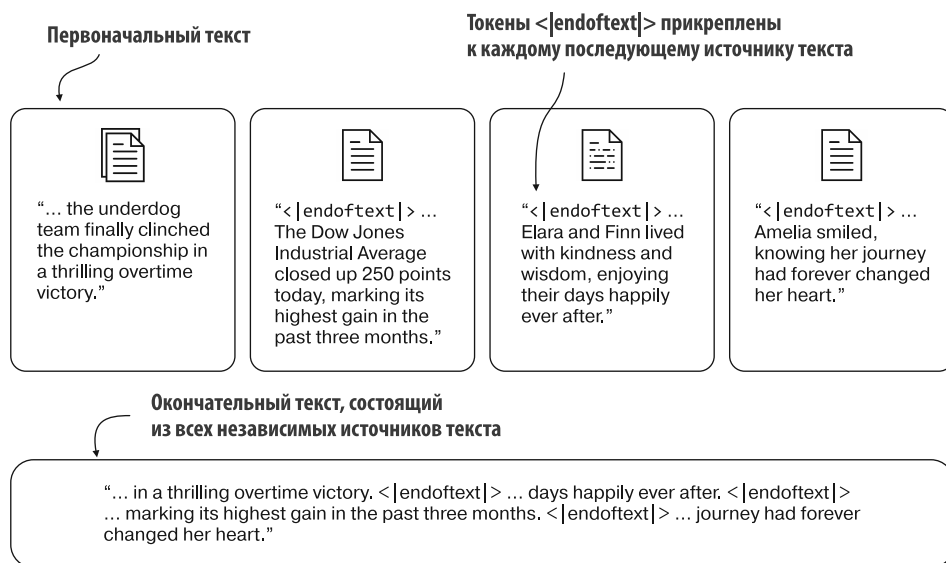 Первоначальный текст
Токены <|endoftext|> прикреплены
к каждому последующему источнику текста
“... the underdog
team finally clinched
the championship in
a thrilling overtime
victory.”
“<|endoftext|> ...
The Dow Jones
Industrial Average
closed up 250 points
today, marking its
highest gain in the
past three months.”
“<|endoftext|> ...
Elara and Finn lived
with kindness and
wisdom, enjoying
their days happily
ever after.”
“<|endoftext|> ...
Amelia smiled,
knowing her journey
had forever changed
her heart.”
Окончательный текст, состоящий
из всех независимых источников текста
“... in a thrilling overtime victory. <|endoftext|> ... days happily ever after. <|endoftext|>
... marking its highest gain in the past three months. <|endoftext|> ... journey had forever
changed her heart.”